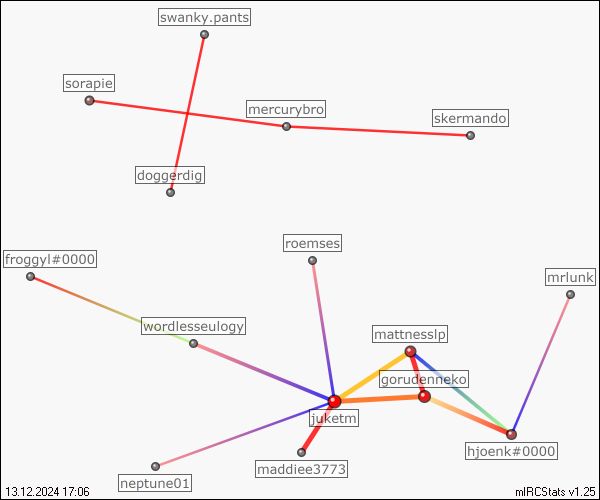 swanky.pants
sorapie
mercurybro
skermando
doggerdig
roemses
froggyl#0000
mrlunk
wordlesseulogy
mattnesslp
gorudenneko
juketm
hjoenk#0000
maddiee3773
neptune01
13.12.2024 17:06
mIRCStats v1.25